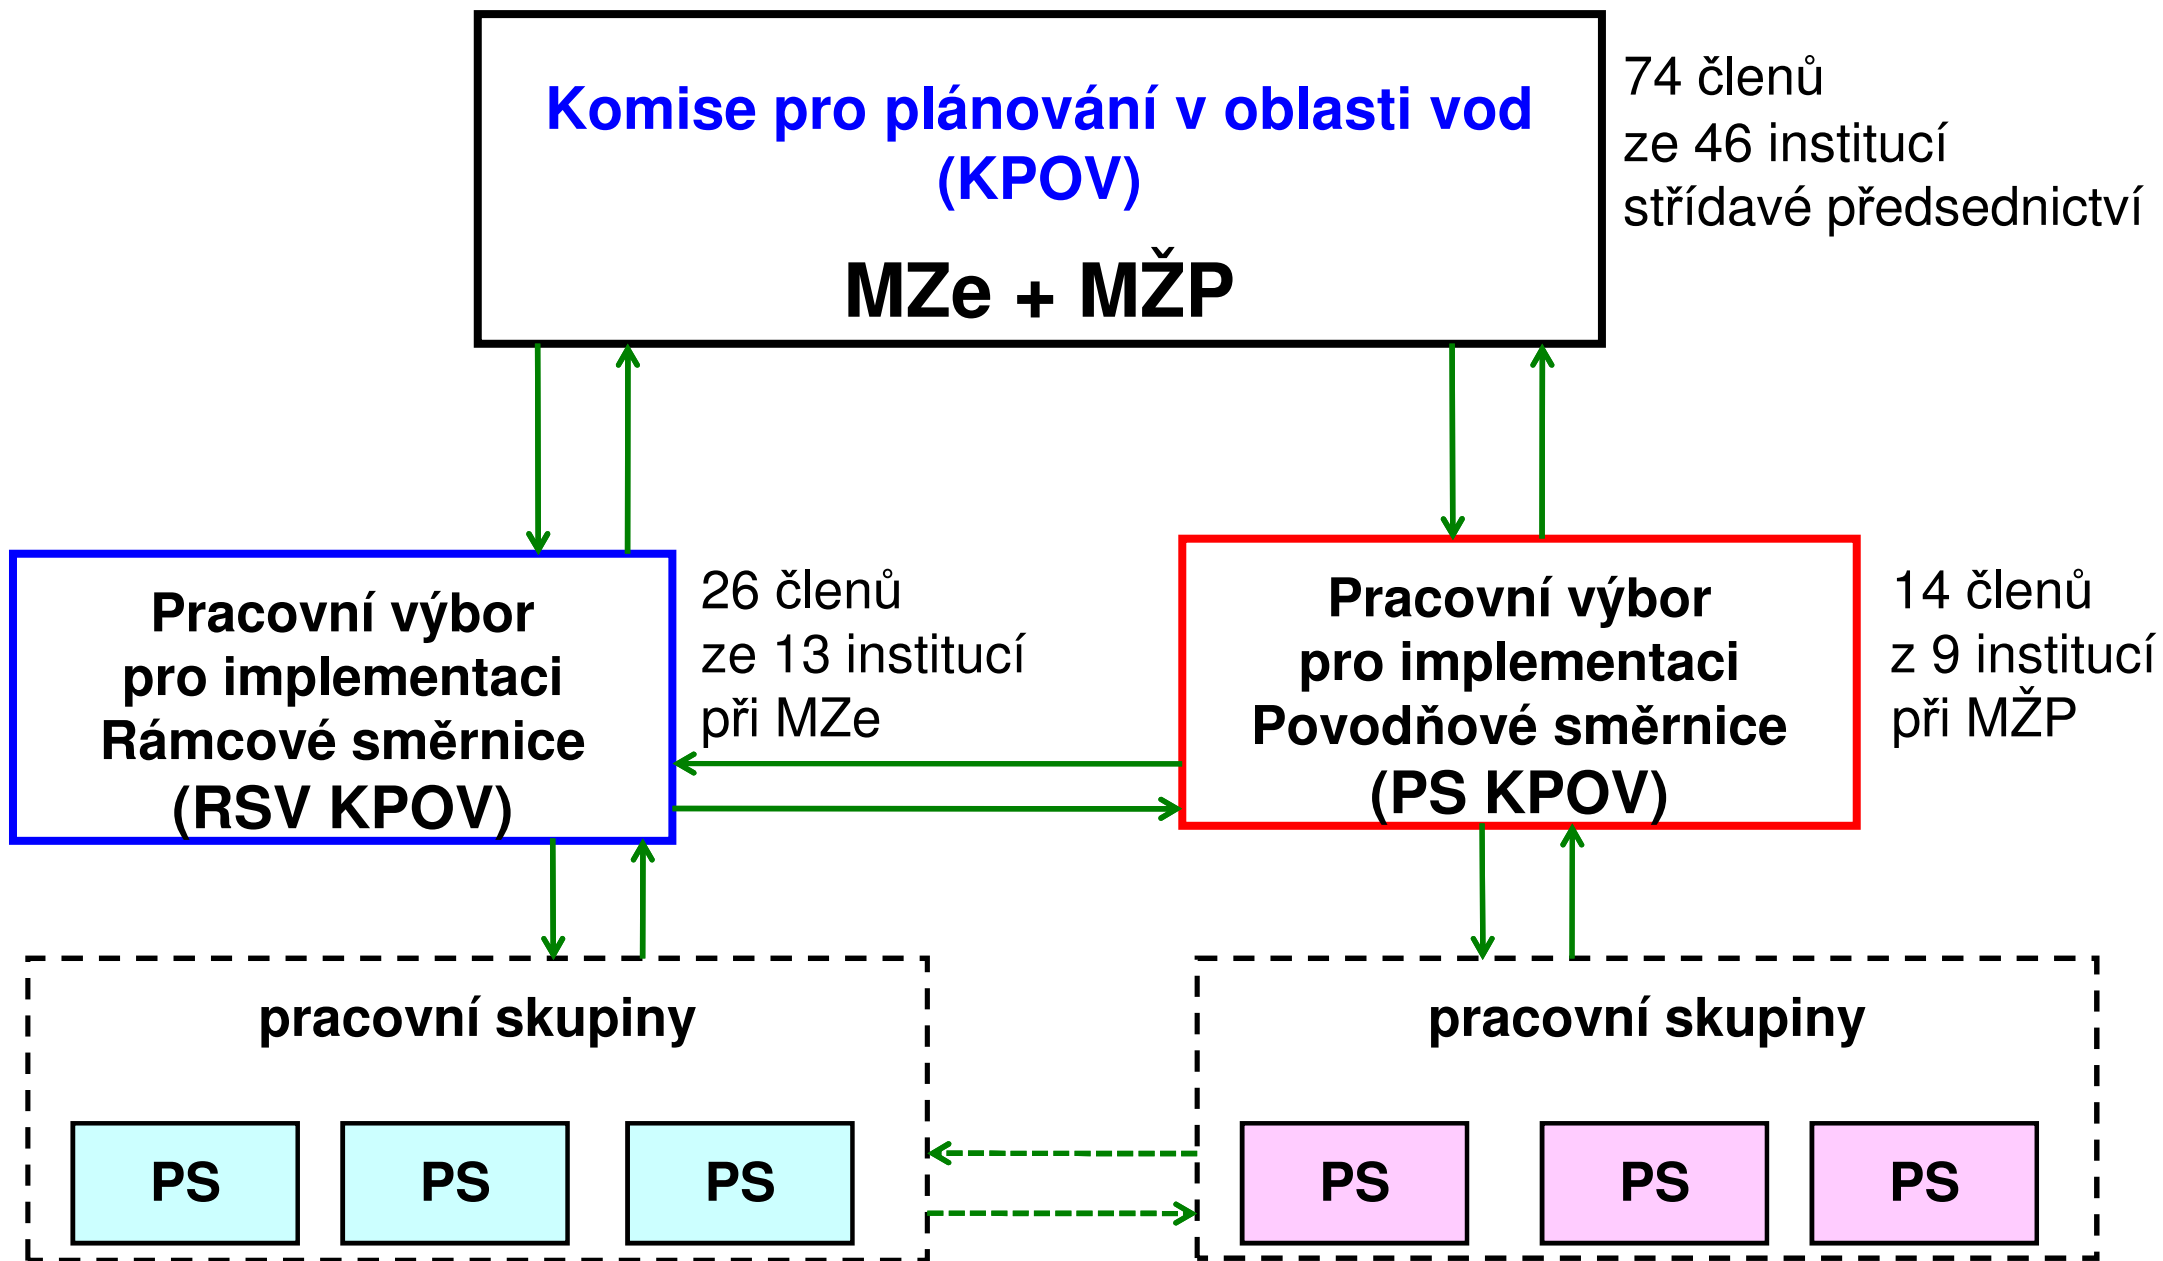 Komise pro plánování v oblasti vod
(KPOV)
MZe + MŽP
74 členů
ze 46 institucí
střídavé předsednictví
Pracovní výbor
pro implementaci
Rámcové směrnice
(RSV KPOV)
26 členů
ze 13 institucí
při MZe
Pracovní výbor
pro implementaci
Povodňové směrnice
(PS KPOV)
14 členů
z 9 institucí
při MŽP
pracovní skupiny
PS
PS
PS
pracovní skupiny
PS
PS
PS